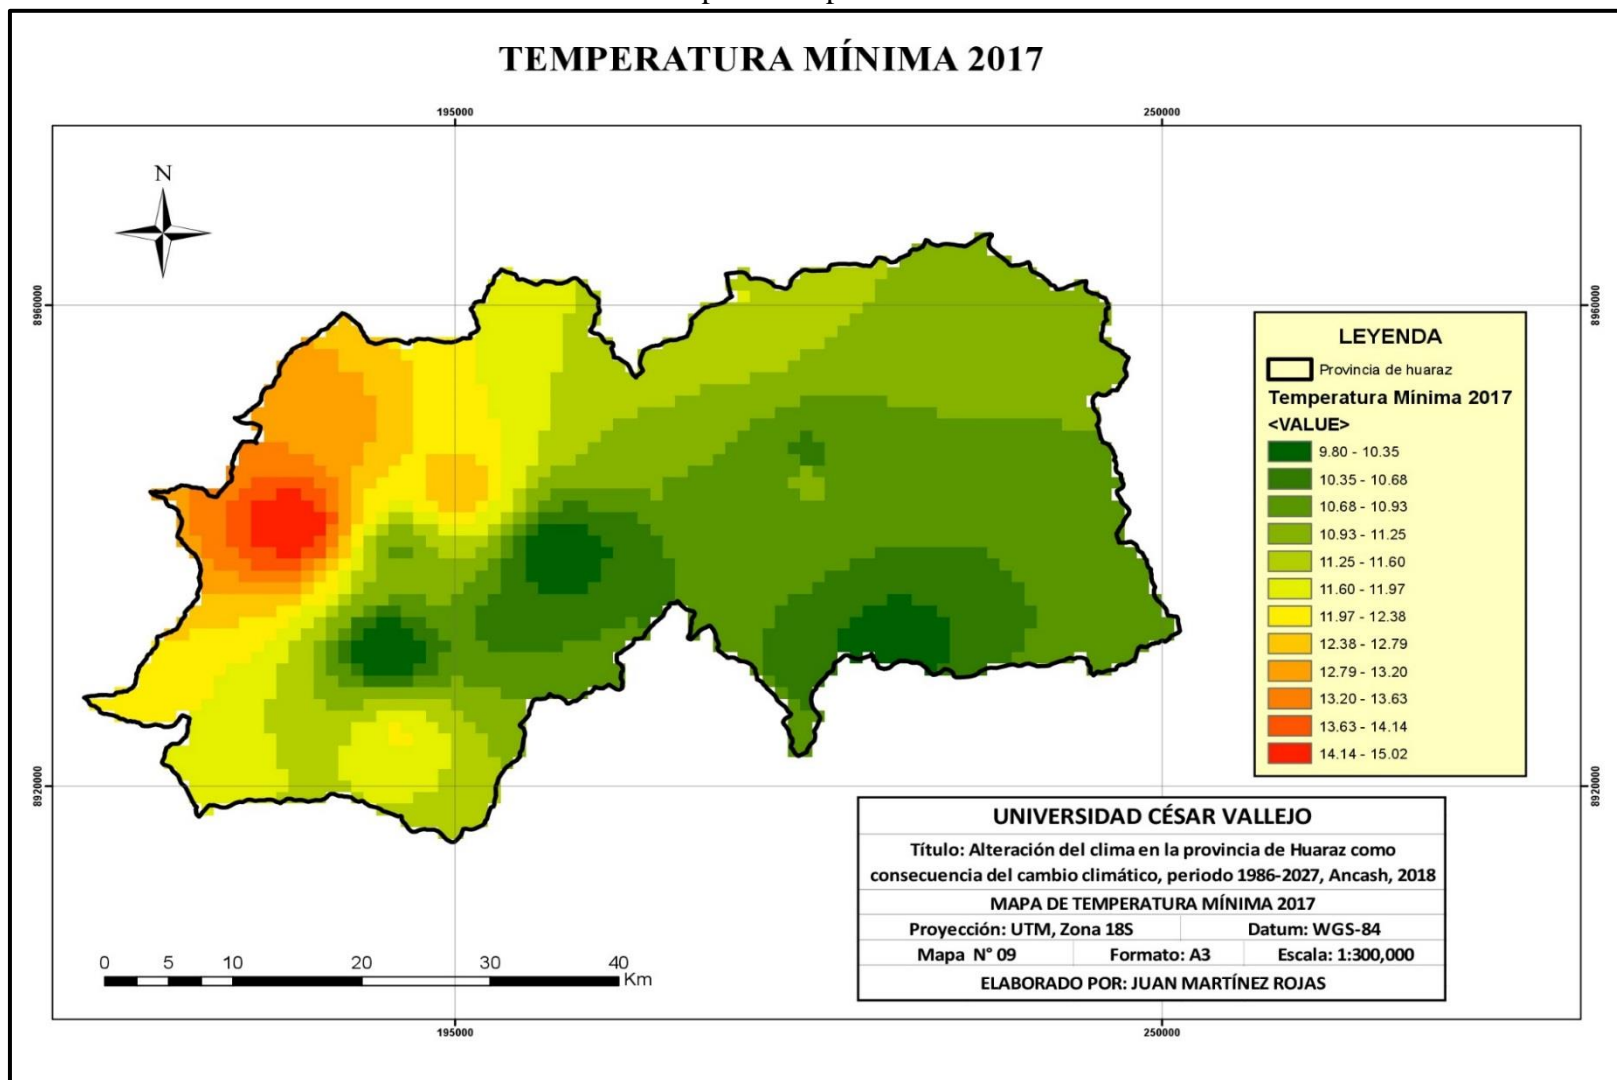 TEMPERATURA MÍNIMA 2017
195000
250000
N
8960000
8960000
LEYENDA
Provincia de huaraz
Temperatura Mínima 2017
<VALUE>
9.80 - 10.35
10.35 - 10.68
10.68 - 10.93
10.93 - 11.25
11.25 - 11.60
11.60 - 11.97
11.97 - 12.38
12.38 - 12.79
12.79 - 13.20
13.20 - 13.63
13.63 - 14.14
14.14 - 15.02
8920000
8920000
UNIVERSIDAD CÉSAR VALLEJO
Título: Alteración del clima en la provincia de Huaraz como
consecuencia del cambio climático, periodo 1986-2027, Ancash, 2018
MAPA DE TEMPERATURA MÍNIMA 2017
Proyección: UTM, Zona 18S Datum: WGS-84
Mapa N° 09 Formato: A3 Escala: 1:300,000
ELABORADO POR: JUAN MARTÍNEZ ROJAS
0 5 10 20 30 40
Km
195000
250000